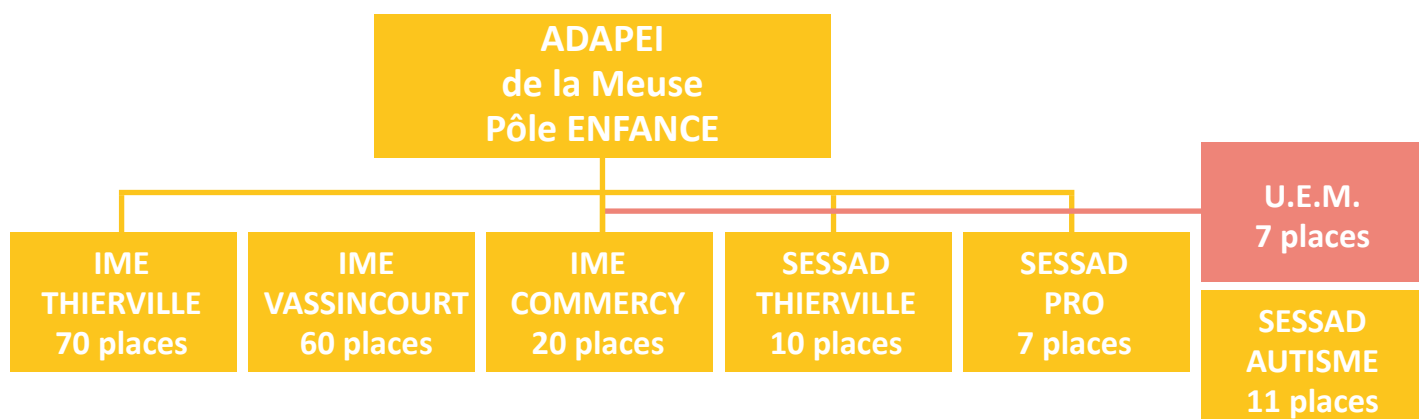 ADAPEI
de la Meuse
Pôle ENFANCE
U.E.M.
7 places
IME
THIERVILLE
70 places
IME
VASSINCOURT
60 places
IME
COMMERCY
20 places
SESSAD
THIERVILLE
10 places
SESSAD
PRO
7 places
SESSAD
AUTISME
11 places